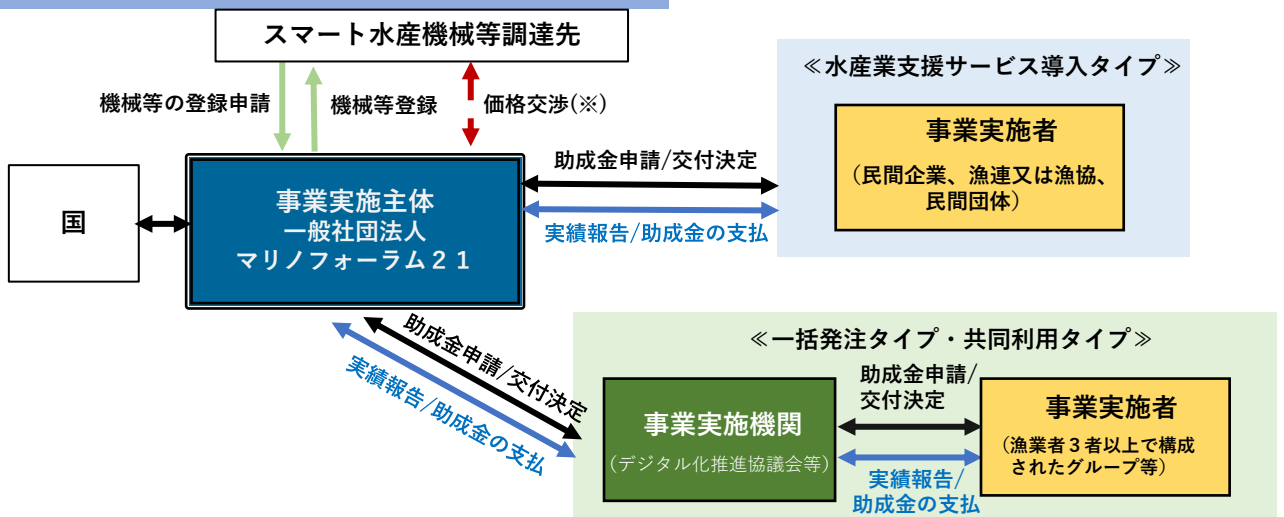 スマート水産機械等調達先
機械等の登録申請
機械等登録
価格交渉(※)
≪水産業支援サービス導入タイプ≫
事業実施者
（民間企業、漁連又は漁協、
民間団体）
国
事業実施主体
一般社団法人
マリノフォーラム２１
助成金申請/交付決定
実績報告/助成金の支払
助成金申請/交付決定
実績報告/助成金の支払
≪一括発注タイプ・共同利用タイプ≫
事業実施機関
（デジタル化推進協議会等）
助成金申請/
交付決定
実績報告/
助成金の支払
事業実施者
（漁業者３者以上で構成
されたグループ等）